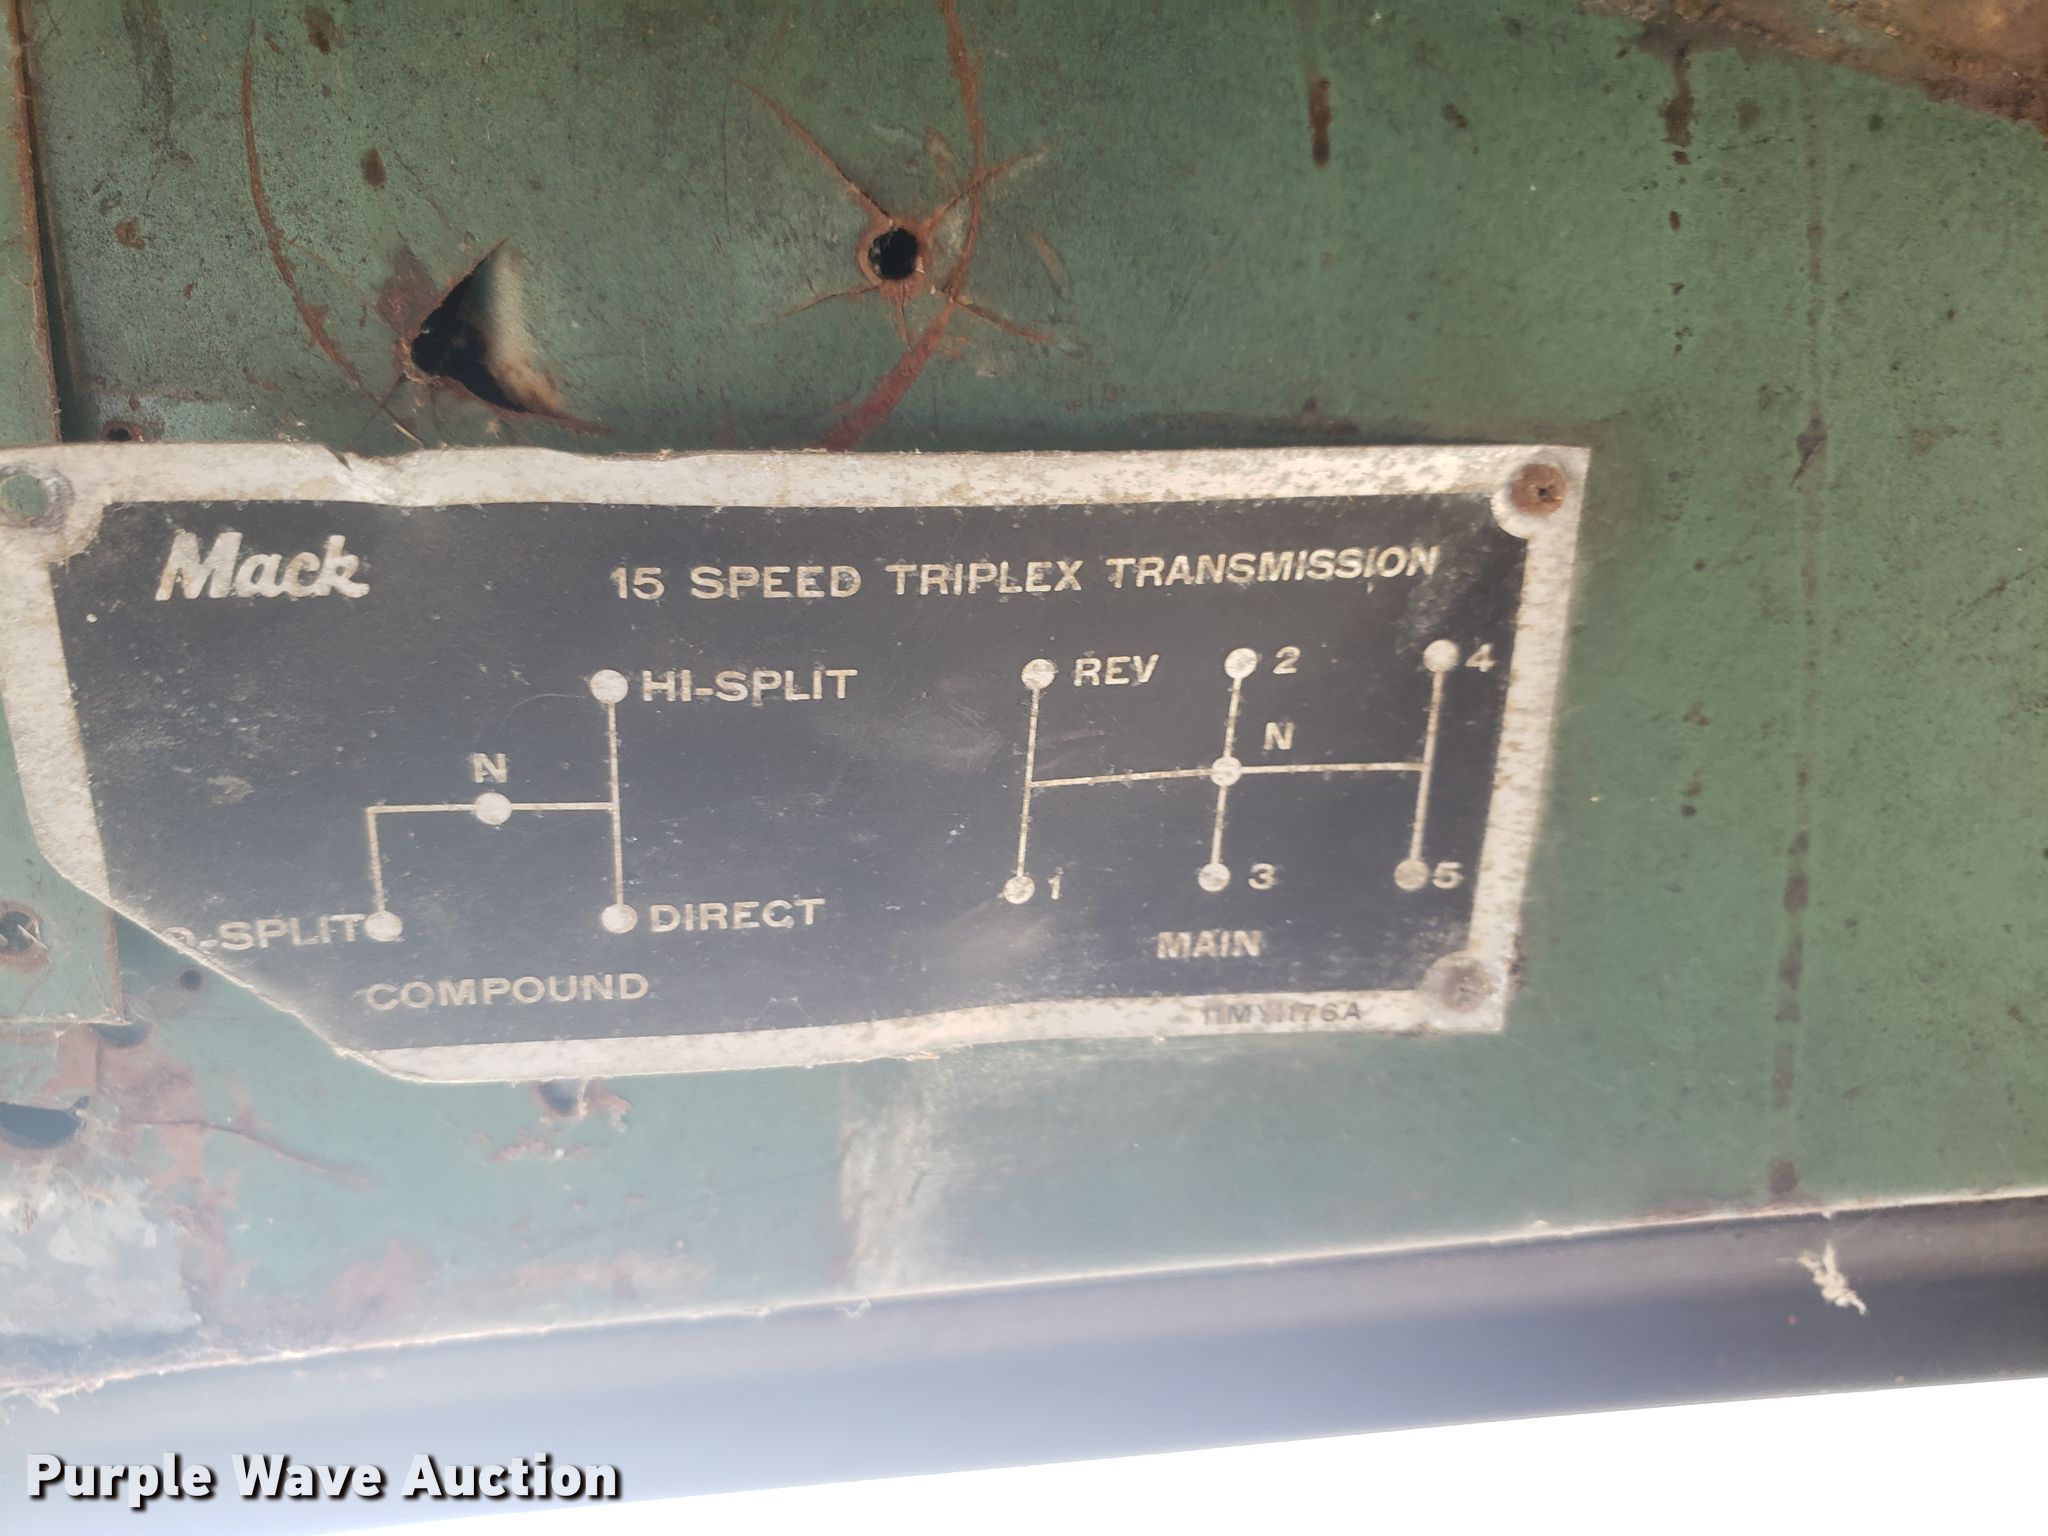 Mack
15 SPEED TRIPLEX TRANSMISSION
HI-SPLIT
N
O-SPLIT
DIRECT
COMPOUND
REV
2
4
N
1
3
5
MAIN
11MY1176A
Purple Wave Auction